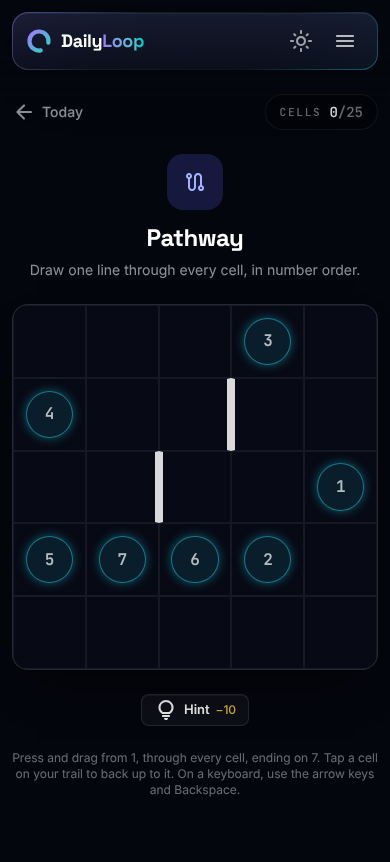 DailyLoop
Today
CELLS 0/25
Pathway
Draw one line through every cell, in number order.
3
4
1
5 7 6 2
Hint −10
Press and drag from 1, through every cell, ending on 7. Tap a cell
on your trail to back up to it. On a keyboard, use the arrow keys
and Backspace.